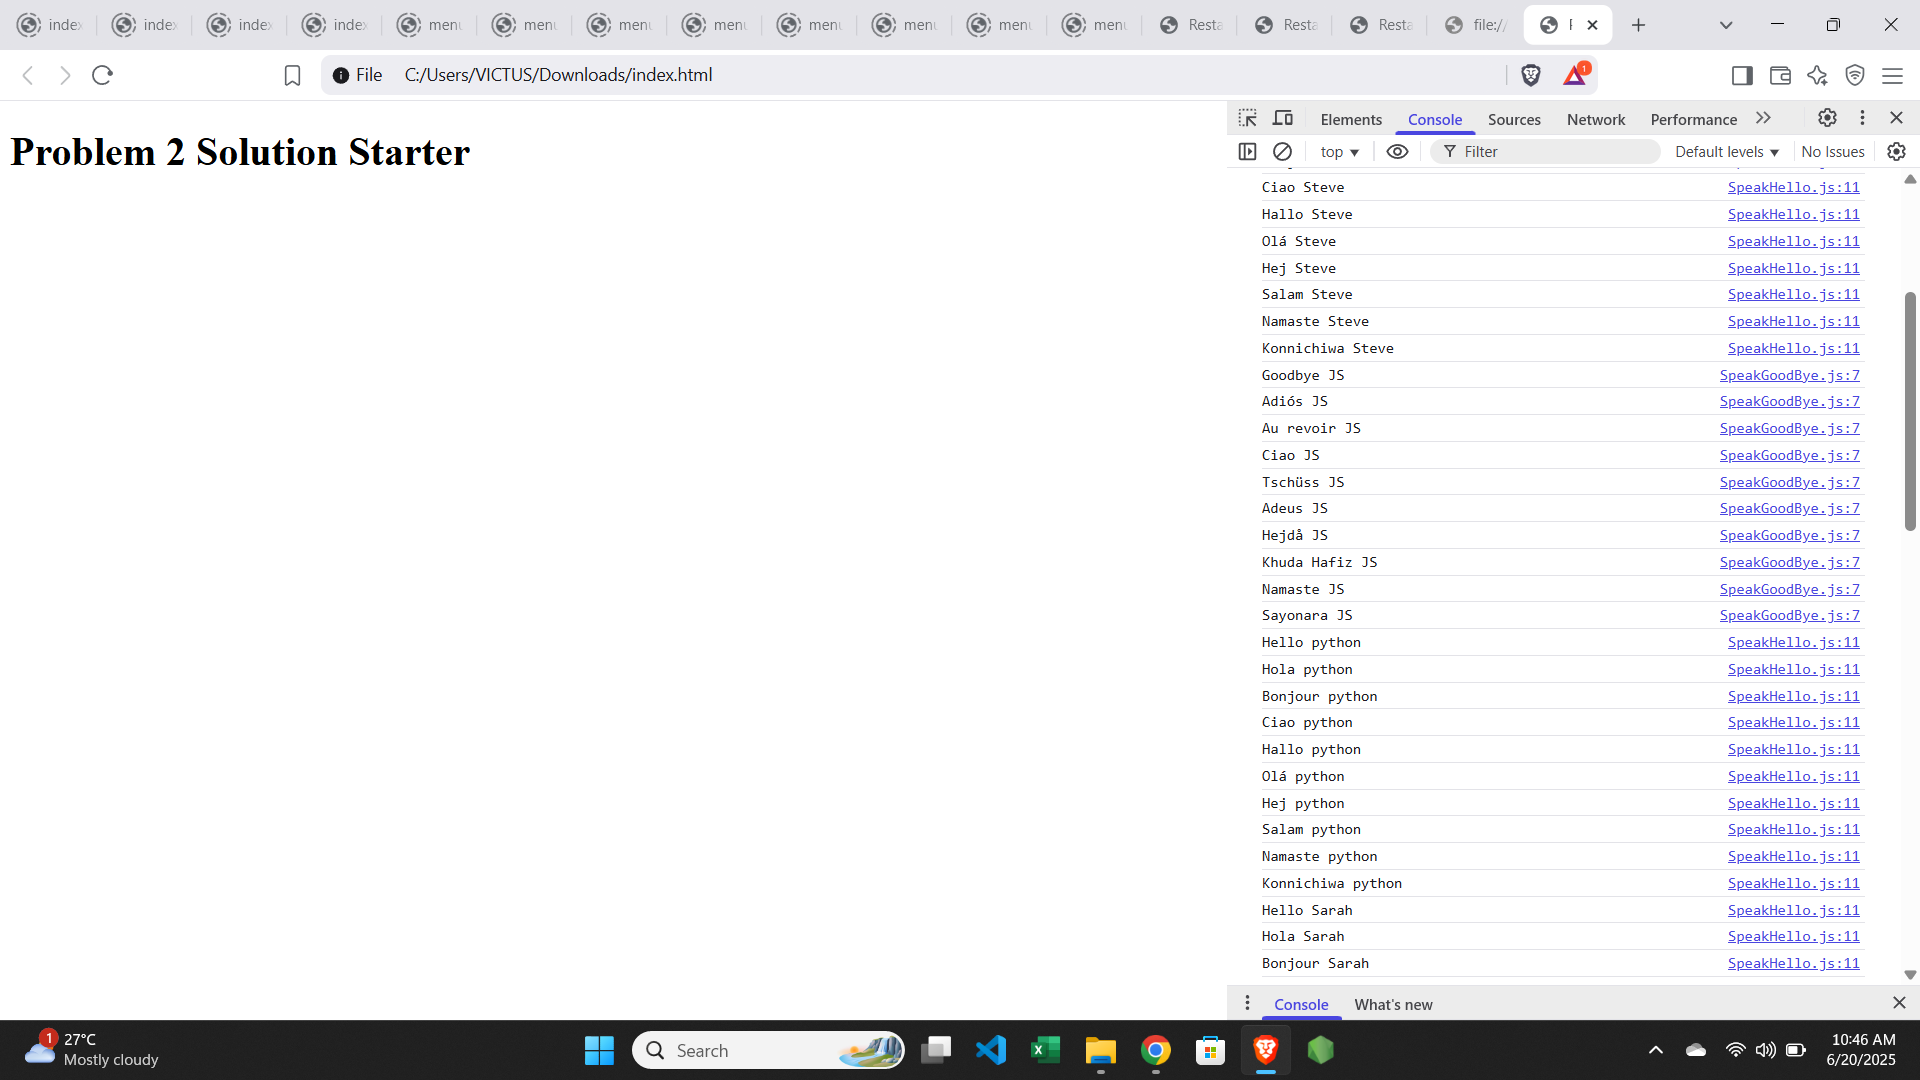 index
index
index
index
menu
menu
menu
menu
menu
menu
menu
menu
Resta
Resta
Resta
file://
File C:/Users/VICTUS/Downloads/index.html
1
Problem 2 Solution Starter
Elements Console Sources Network Performance
top Filter Default levels No Issues
Ciao Steve SpeakHello.js:11
Hallo Steve SpeakHello.js:11
Olá Steve SpeakHello.js:11
Hej Steve SpeakHello.js:11
Salam Steve SpeakHello.js:11
Namaste Steve SpeakHello.js:11
Konnichiwa Steve SpeakHello.js:11
Goodbye JS SpeakGoodBye.js:7
Adiós JS SpeakGoodBye.js:7
Au revoir JS SpeakGoodBye.js:7
Ciao JS SpeakGoodBye.js:7
Tschüss JS SpeakGoodBye.js:7
Adeus JS SpeakGoodBye.js:7
Hejdå JS SpeakGoodBye.js:7
Khuda Hafiz JS SpeakGoodBye.js:7
Namaste JS SpeakGoodBye.js:7
Sayonara JS SpeakGoodBye.js:7
Hello python SpeakHello.js:11
Hola python SpeakHello.js:11
Bonjour python SpeakHello.js:11
Ciao python SpeakHello.js:11
Hallo python SpeakHello.js:11
Olá python SpeakHello.js:11
Hej python SpeakHello.js:11
Salam python SpeakHello.js:11
Namaste python SpeakHello.js:11
Konnichiwa python SpeakHello.js:11
Hello Sarah SpeakHello.js:11
Hola Sarah SpeakHello.js:11
Bonjour Sarah SpeakHello.js:11
Console What's new
1
27°C
Mostly cloudy
Search
10:46 AM
6/20/2025